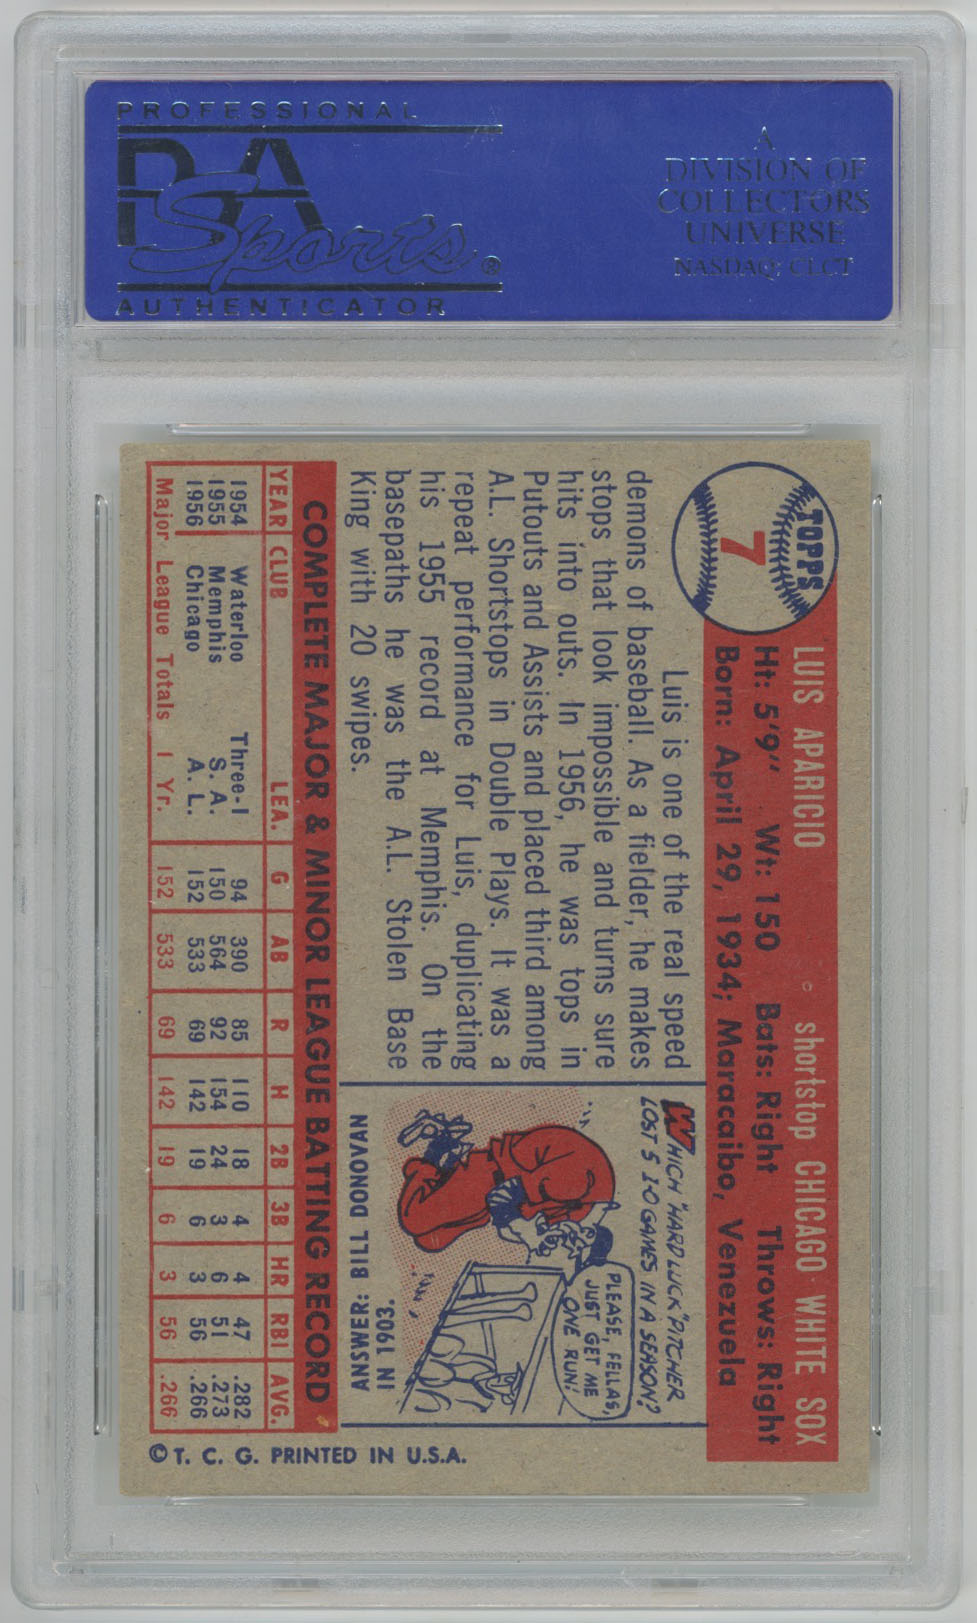 PROFESSIONAL
PSA
Sports®
AUTHENTICATOR
A
DIVISION OF
COLLECTORS
UNIVERSE
NASDAQ: CLCT
TOPPS
7
LUIS APARICIO shortstop CHICAGO · WHITE SOX
Ht: 5'9" Wt: 150 Bats: Right Throws: Right
Born: April 29, 1934; Maracaibo, Venezuela
Luis is one of the real speed
demons of baseball. As a fielder, he makes
stops that look impossible and turns sure
hits into outs. In 1956, he was tops in
Putouts and Assists and placed third among
A.L. Shortstops in Double Plays. It was a
repeat performance for Luis, duplicating
his 1955 record at Memphis. On the
basepaths he was the A.L. Stolen Base
King with 20 swipes.
WHICH "HARD LUCK" PITCHER
LOST 5 1-0 GAMES IN A SEASON?
PLEASE, FELLAS,
JUST GET ME
ONE RUN!
ANSWER: BILL DONOVAN
IN 1903.
COMPLETE MAJOR & MINOR LEAGUE BATTING RECORD
YEAR CLUB LEA. G AB R H 2B 3B HR RBI AVG.
1954 Waterloo Three-I 94 390 85 110 18 4 4 47 .282
1955 Memphis S. A. 150 564 92 154 24 3 6 51 .273
1956 Chicago A. L. 152 533 69 142 19 6 3 56 .266
Major League Totals 1 Yr. 152 533 69 142 19 6 3 56 .266
© T. C. G. PRINTED IN U.S.A.